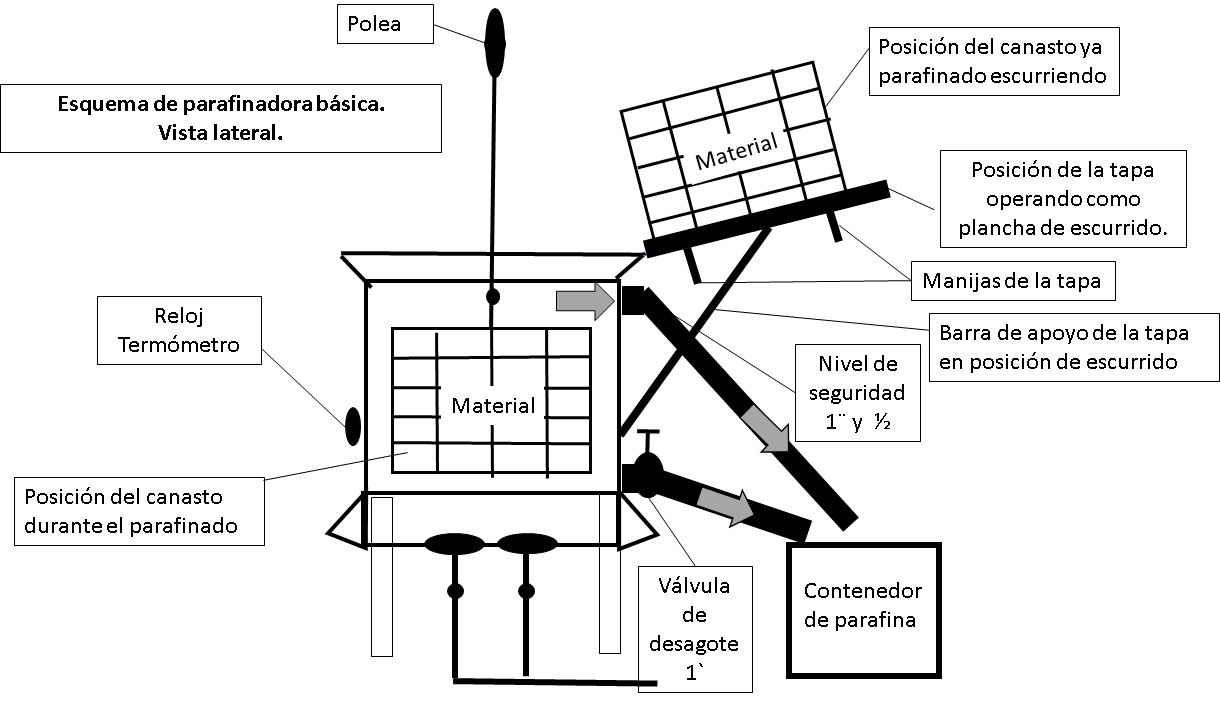 Polea
Esquema de parafinadora básica.
Vista lateral.
Posición del canasto ya
parafinado escurriendo
Material
Posición de la tapa
operando como
plancha de escurrido.
Manijas de la tapa
Reloj
Termómetro
Barra de apoyo de la tapa
en posición de escurrido
Nivel de
seguridad
1¨ y ½
Material
Posición del canasto
durante el parafinado
Válvula
de
desagote
1`
Contenedor
de parafina